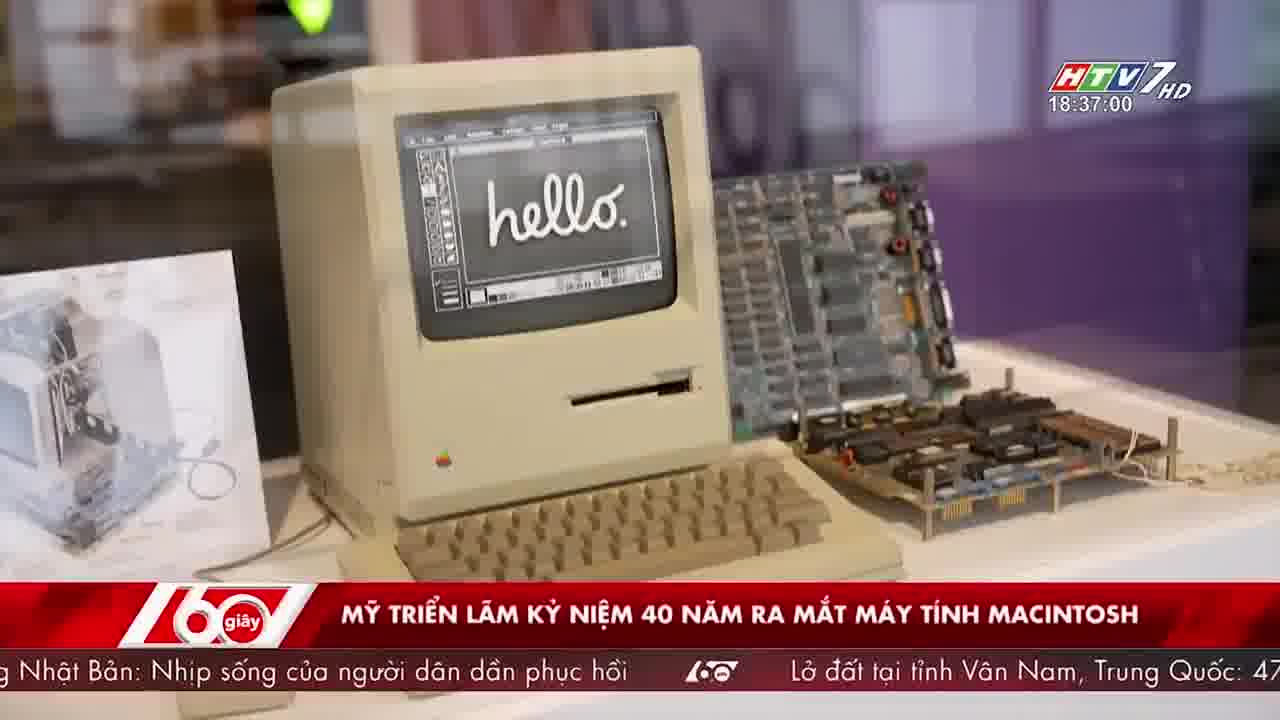 HTV7 HD
18:37:00
hello.
60 giây
MỸ TRIỂN LÃM KỶ NIỆM 40 NĂM RA MẮT MÁY TÍNH MACINTOSH
g Nhật Bản: Nhịp sống của người dân dần phục hồi
60
Lở đất tại tỉnh Vân Nam, Trung Quốc: 47